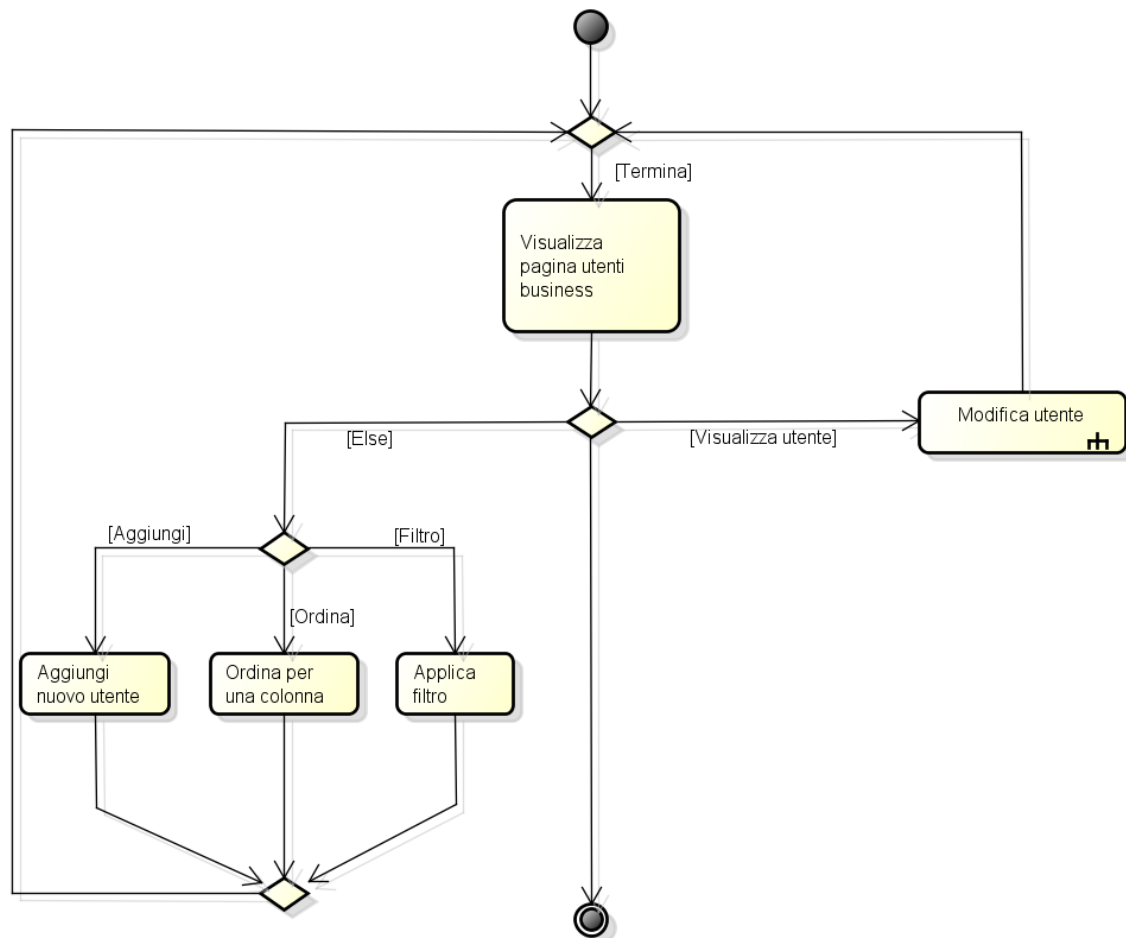 [Termina]
Visualizza
pagina utenti
business
Modifica utente
[Else]
[Visualizza utente]
[Aggiungi]
[Filtro]
[Ordina]
Aggiungi
nuovo utente
Ordina per
una colonna
Applica
filtro